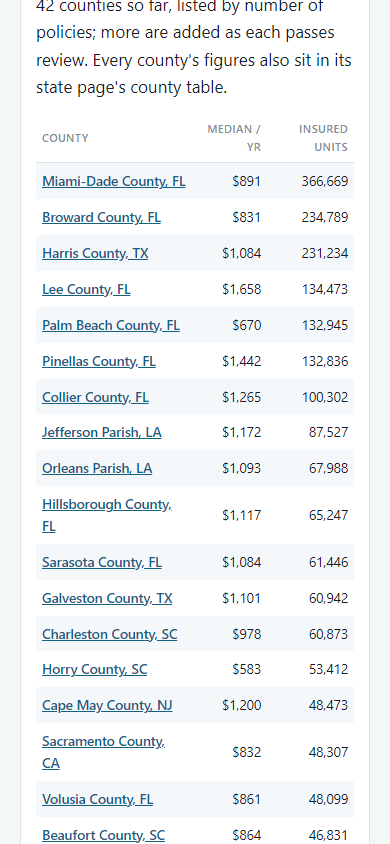 42 counties so far, listed by number of
policies; more are added as each passes
review. Every county's figures also sit in its
state page's county table.
COUNTY MEDIAN / YR INSURED UNITS
Miami-Dade County, FL $891 366,669
Broward County, FL $831 234,789
Harris County, TX $1,084 231,234
Lee County, FL $1,658 134,473
Palm Beach County, FL $670 132,945
Pinellas County, FL $1,442 132,836
Collier County, FL $1,265 100,302
Jefferson Parish, LA $1,172 87,527
Orleans Parish, LA $1,093 67,988
Hillsborough County, FL $1,117 65,247
Sarasota County, FL $1,084 61,446
Galveston County, TX $1,101 60,942
Charleston County, SC $978 60,873
Horry County, SC $583 53,412
Cape May County, NJ $1,200 48,473
Sacramento County, CA $832 48,307
Volusia County, FL $861 48,099
Beaufort County, SC $864 46,831